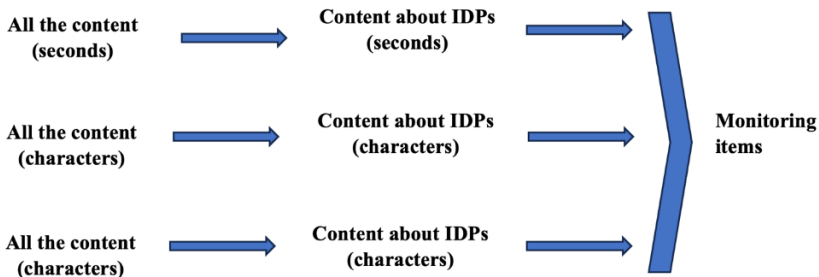 All the content
(seconds)
Content about IDPs
(seconds)
All the content
(characters)
Content about IDPs
(characters)
Monitoring
items
All the content
(characters)
Content about IDPs
(characters)